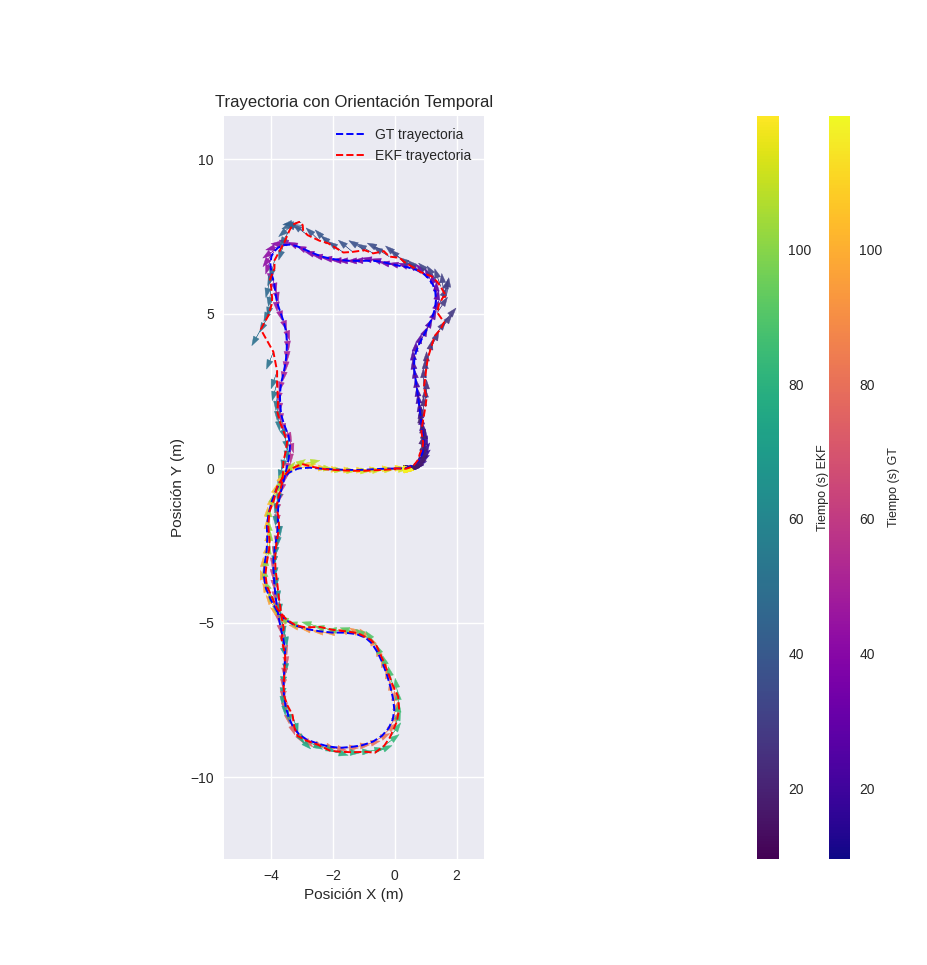 Trayectoria con Orientación Temporal
GT trayectoria
EKF trayectoria
10
5
0
−5
−10
Posición Y (m)
−4
−2
0
2
Posición X (m)
100
80
60
40
20
Tiempo (s) EKF
100
80
60
40
20
Tiempo (s) GT